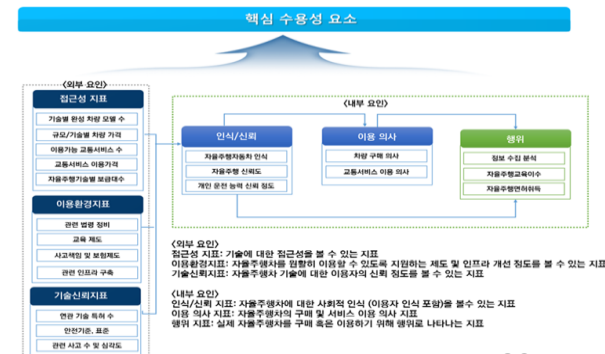 핵심 수용성 요소
<외부 요인>
접근성 지표
기술별 완성 차량 모델 수
규모/기술별 차량 가격
이용가능 교통서비스 수
교통서비스 이용가격
자율주행기술별 보급대수
이용환경지표
관련 법령 정비
교육 제도
사고책임 및 보험제도
관련 인프라 구축
기술신뢰지표
연관 기술 특허 수
안전기준, 표준
관련 사고 수 및 심각도
<내부 요인>
인식/신뢰
자율주행자동차 인식
자율주행 신뢰도
개인 운전 능력 신뢰 정도
이용 의사
차량 구매 의사
교통서비스 이용 의사
행위
정보 수집 분석
자율주행교육이수
자율주행면허취득
<외부 요인>
접근성 지표: 기술에 대한 접근성을 볼 수 있는 지표
이용환경지표: 자율주행차를 원활히 이용할 수 있도록 지원하는 제도 및 인프라 개선 정도를 볼 수 있는 지표
기술신뢰지표: 자율주행차 기술에 대한 이용자의 신뢰 정도를 볼 수 있는 지표
<내부 요인>
인식/신뢰 지표: 자율주행차에 대한 사회적 인식 (이용자 인식 포함)을 볼수 있는 지표
이용 의사 지표: 자율주행차의 구매 및 서비스 이용 의사 지표
행위 지표: 실제 자율주행차를 구매 혹은 이용하기 위해 행위로 나타나는 지표